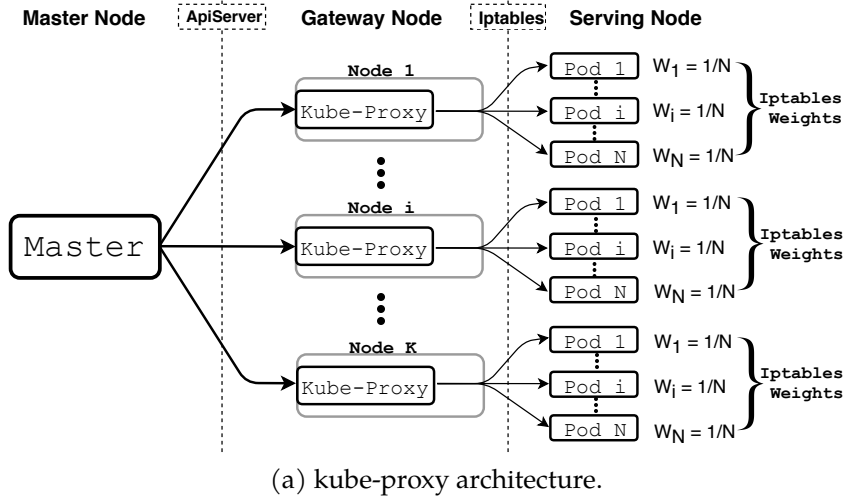 Master Node ApiServer Gateway Node Iptables Serving Node
Node 1
Kube-Proxy
Pod 1 W1 = 1/N
Pod i Wi = 1/N
Pod N WN = 1/N
Iptables
Weights
Master
Node i
Kube-Proxy
Pod 1 W1 = 1/N
Pod i Wi = 1/N
Pod N WN = 1/N
Iptables
Weights
Node K
Kube-Proxy
Pod 1 W1 = 1/N
Pod i Wi = 1/N
Pod N WN = 1/N
Iptables
Weights
(a) kube-proxy architecture.